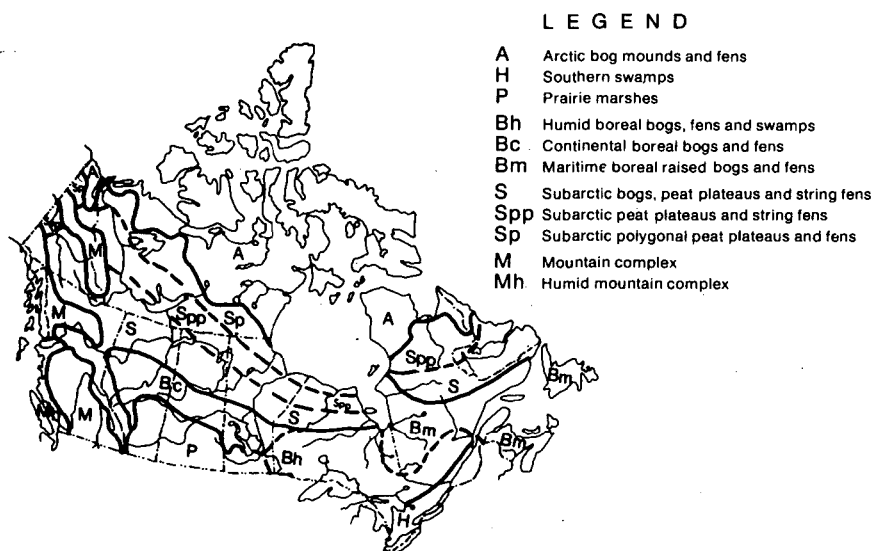 L E G E N D
A Arctic bog mounds and fens
H Southern swamps
P Prairie marshes
Bh Humid boreal bogs, fens and swamps
Bc Continental boreal bogs and fens
Bm Maritime boreal raised bogs and fens
S Subarctic bogs, peat plateaus and string fens
Spp Subarctic peat plateaus and string fens
Sp Subarctic polygonal peat plateaus and fens
M Mountain complex
Mh Humid mountain complex
A
Sp
M
A
M
S
Spp
Sp
A
Spp
S
Bm
Bc
S
Spp
Mh
M
P
Bh
Bm
Bm
H